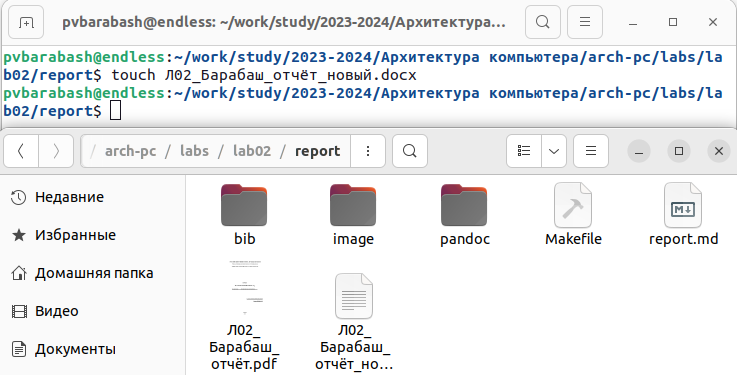 pvbarabash@endless: ~/work/study/2023-2024/Архитектура...
pvbarabash@endless:~/work/study/2023-2024/Архитектура компьютера/arch-pc/labs/la
b02/report$ touch Л02_Барабаш_отчёт_новый.docx
pvbarabash@endless:~/work/study/2023-2024/Архитектура компьютера/arch-pc/labs/la
b02/report$
/ arch-pc / labs / lab02 / report
Недавние
Избранные
Домашняя папка
Видео
Документы
bib
image
pandoc
Makefile
M
report.md
Л02_
Барабаш_
отчёт.pdf
Л02_
Барабаш_
отчёт_но...